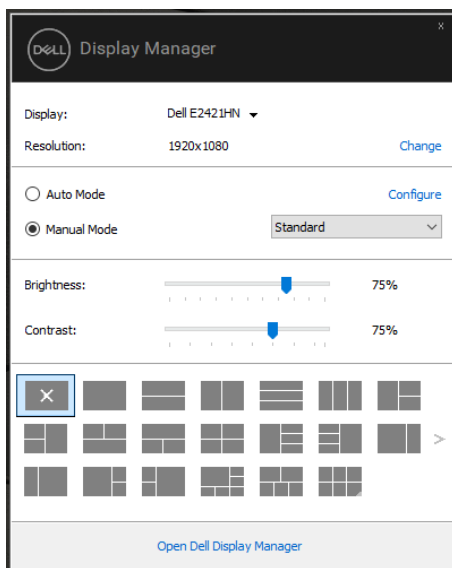 x
DELL Display Manager
Display: Dell E2421HN
Resolution: 1920x1080 Change
Auto Mode Configure
Manual Mode Standard
Brightness: 75%
Contrast: 75%
Open Dell Display Manager